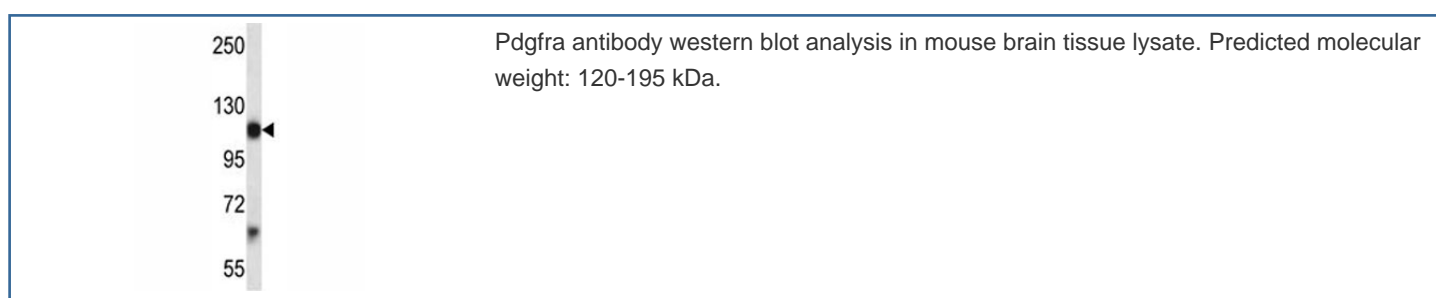 250
130
95
72
55
Pdgfra antibody western blot analysis in mouse brain tissue lysate. Predicted molecular
weight: 120-195 kDa.